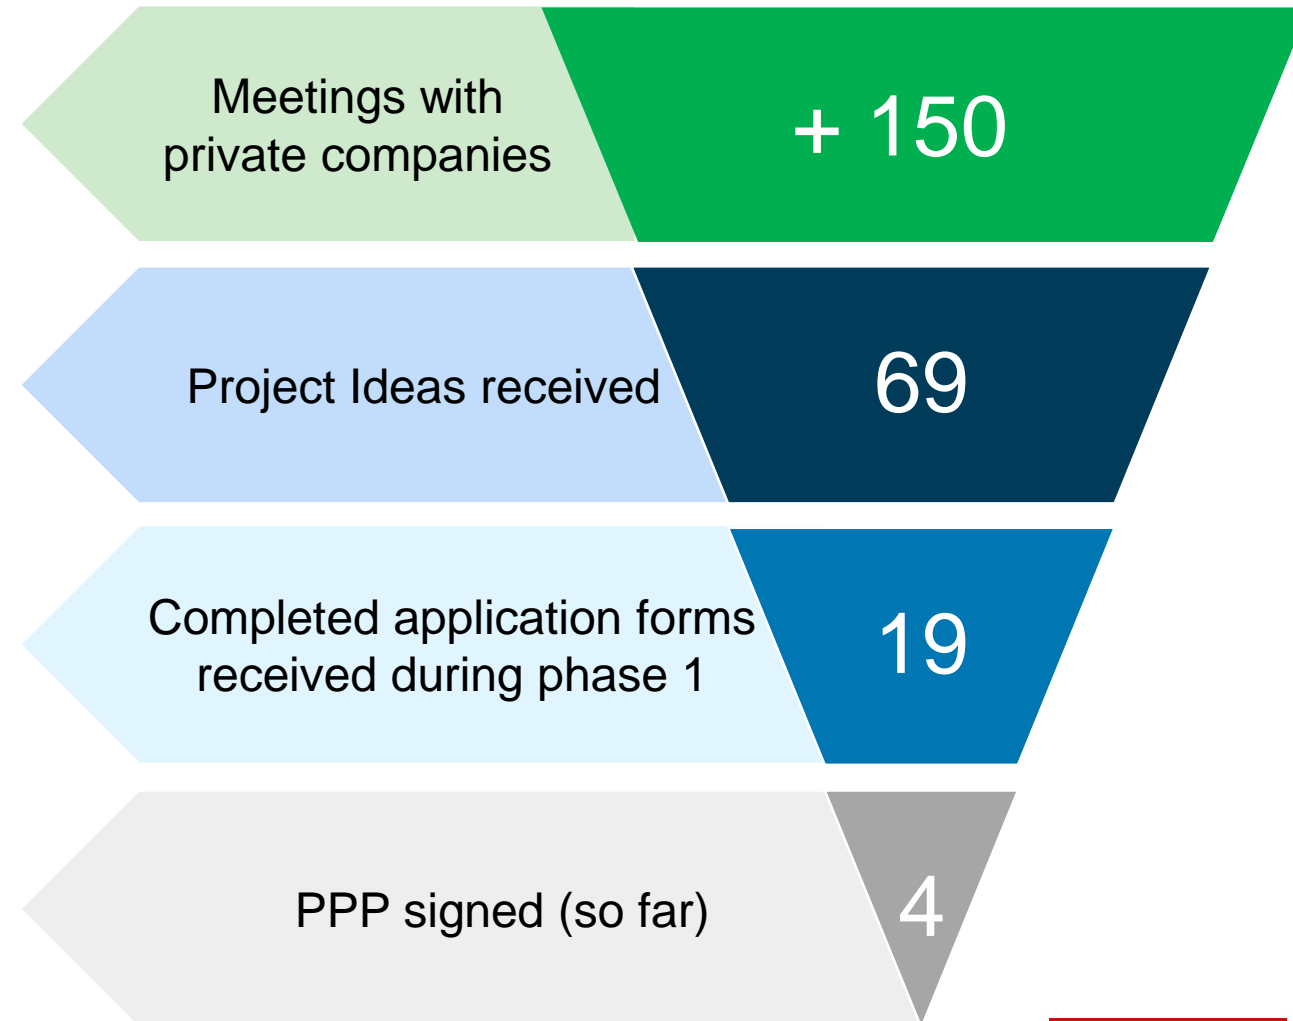 Meetings with
private companies
+ 150
Project Ideas received
69
Completed application forms
received during phase 1
19
PPP signed (so far)
4